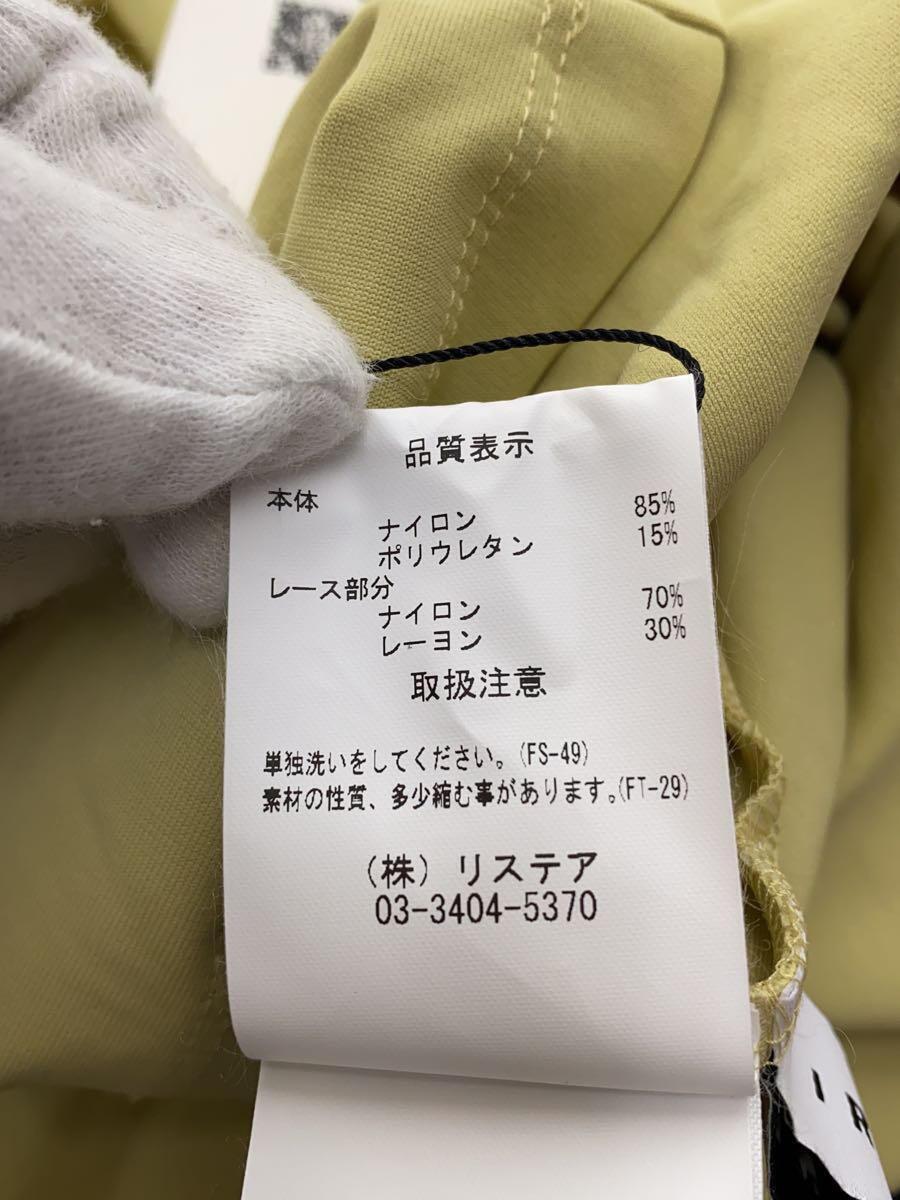 品質表示
本体
ナイロン 85%
ポリウレタン 15%
レース部分
ナイロン 70%
レーヨン 30%
取扱注意
単独洗いをしてください。(FS-49)
素材の性質、多少縮む事があります。(FT-29)
(株) リステア
03-3404-5370